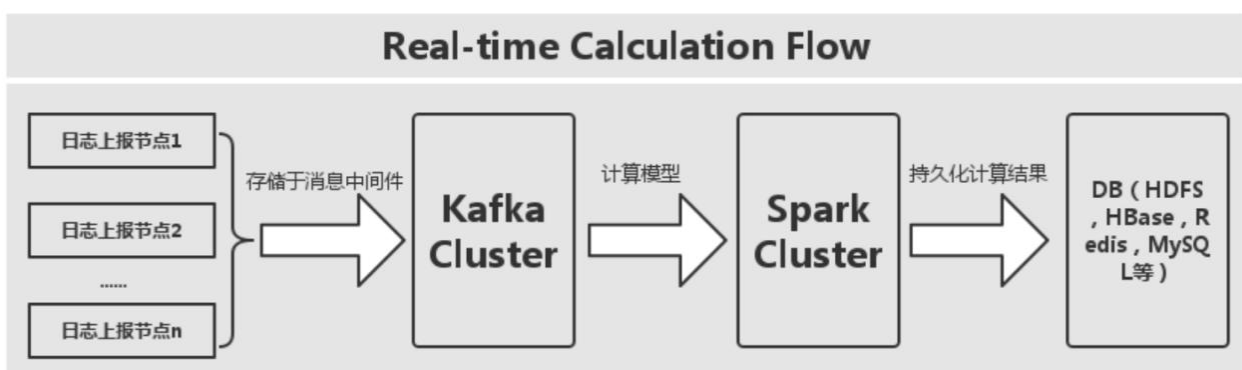 Real-time Calculation Flow
日志上报节点1
日志上报节点2
......
日志上报节点n
存储于消息中间件
Kafka
Cluster
计算模型
Spark
Cluster
持久化计算结果
DB（HDFS
，HBase，R
edis，MySQ
L等）